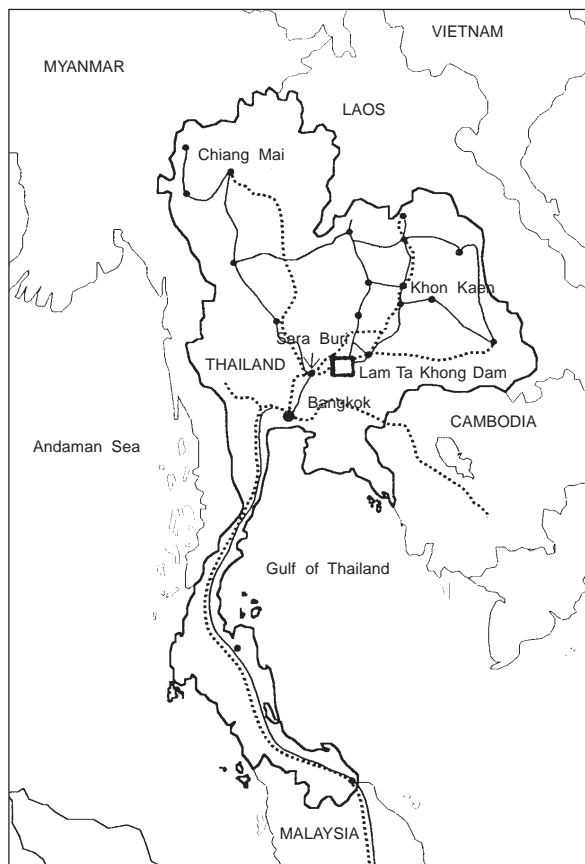 VIETNAM
MYANMAR
LAOS
Chiang Mai
Khon Kaen
Sara Buri
THAILAND
Lam Ta Khong Dam
Bangkok
CAMBODIA
Andaman Sea
Gulf of Thailand
MALAYSIA